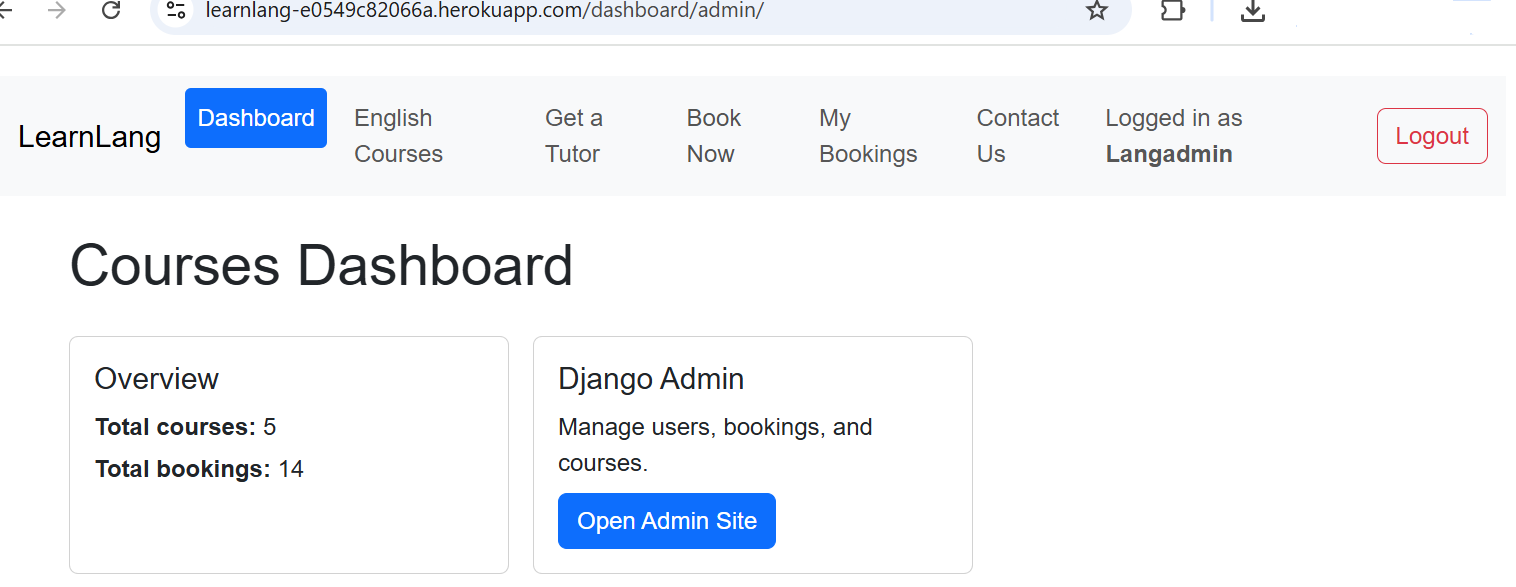 learnlang-e0549c82066a.herokuapp.com/dashboard/admin/
LearnLang
Dashboard
English
Courses
Get a
Tutor
Book
Now
My
Bookings
Contact
Us
Logged in as
Langadmin
Logout
Courses Dashboard
Overview
Total courses: 5
Total bookings: 14
Django Admin
Manage users, bookings, and
courses.
Open Admin Site